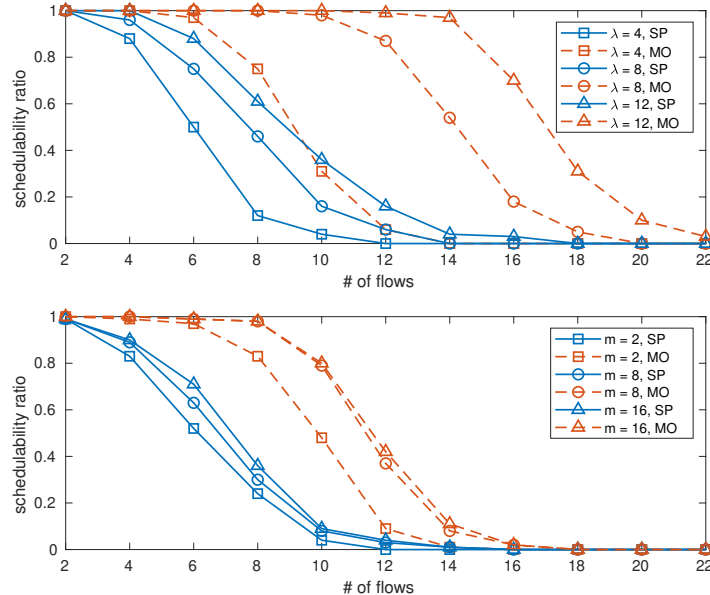 1
0.8
0.6
0.4
0.2
0
schedulability ratio
2 4 6 8 10 12 14 16 18 20 22
# of flows
λ = 4, SP
λ = 4, MO
λ = 8, SP
λ = 8, MO
λ = 12, SP
λ = 12, MO
1
0.8
0.6
0.4
0.2
0
schedulability ratio
2 4 6 8 10 12 14 16 18 20 22
# of flows
m = 2, SP
m = 2, MO
m = 8, SP
m = 8, MO
m = 16, SP
m = 16, MO